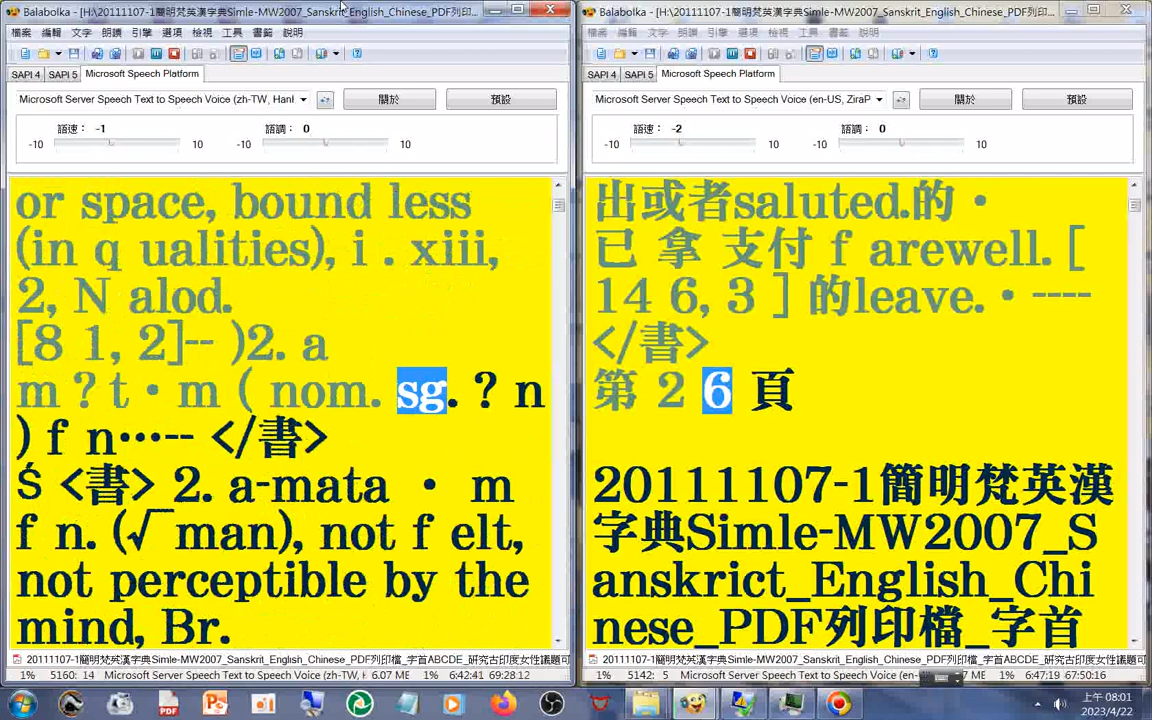 Balabolka - [H:\20111107-1簡明梵英漢字典Simle-MW2007_Sanskrit_English_Chinese_PDF列印...
檔案 編輯 文字 朗讀 引擎 選項 檢視 工具 書籤 說明
SAPI 4 SAPI 5 Microsoft Speech Platform
Microsoft Server Speech Text to Speech Voice (zh-TW, Hanl 關於 預設
語速： -1 語調： 0
-10 10 -10 10
or space, bound less
(in q ualities), i . xiii,
2, N alod.
[8 1, 2]-- )2. a
m ? t • m ( nom. sg. ? n
) f n…-- </書>
Ś <書> 2. a-mata • m
f n. (√ man), not f elt,
not perceptible by the
mind, Br.
20111107-1簡明梵英漢字典Simle-MW2007_Sanskrit_English_Chinese_PDF列印檔_字首ABCDE_研究古印度女性議題可
1% 5160: 14 Microsoft Server Speech Text to Speech Voice (zh-TW, 6.07 ME 1% 6:42:41 69:28:12
Balabolka - [H:\20111107-1簡明梵英漢字典Simle-MW2007_Sanskrit_English_Chinese_PDF列印...
檔案 編輯 文字 朗讀 引擎 選項 檢視 工具 書籤 說明
SAPI 4 SAPI 5 Microsoft Speech Platform
Microsoft Server Speech Text to Speech Voice (en-US, ZiraP 關於 預設
語速： -2 語調： 0
-10 10 -10 10
出或者saluted.的 •
已 拿 支付 f arewell. [
14 6, 3 ] 的leave. • ----
</書>
第 2 6 頁
20111107-1簡明梵英漢
字典Simle-MW2007_S
anskrict_English_Chi
nese_PDF列印檔_字首
20111107-1簡明梵英漢字典Simle-MW2007_Sanskrit_English_Chinese_PDF列印檔_字首ABCDE_研究古印度女性議題可
1% 5142: 5 Microsoft Server Speech Text to Speech Voice 1% 6:47:19 67:50:16
上午 08:01
2023/4/22